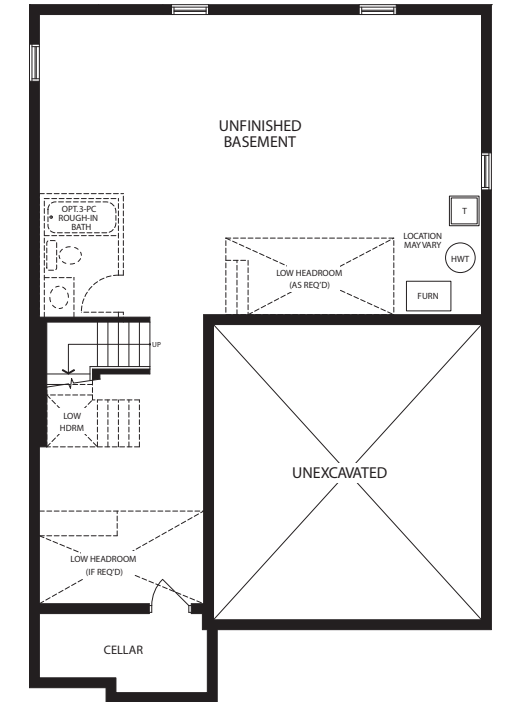 UNFINISHED
BASEMENT
OPT.3-PC
ROUGH-IN
BATH
T
LOCATION
MAY VARY
HWT
LOW HEADROOM
(AS REQ'D)
FURN
UP
LOW
HDRM
UNEXCAVATED
LOW HEADROOM
(IF REQ'D)
CELLAR